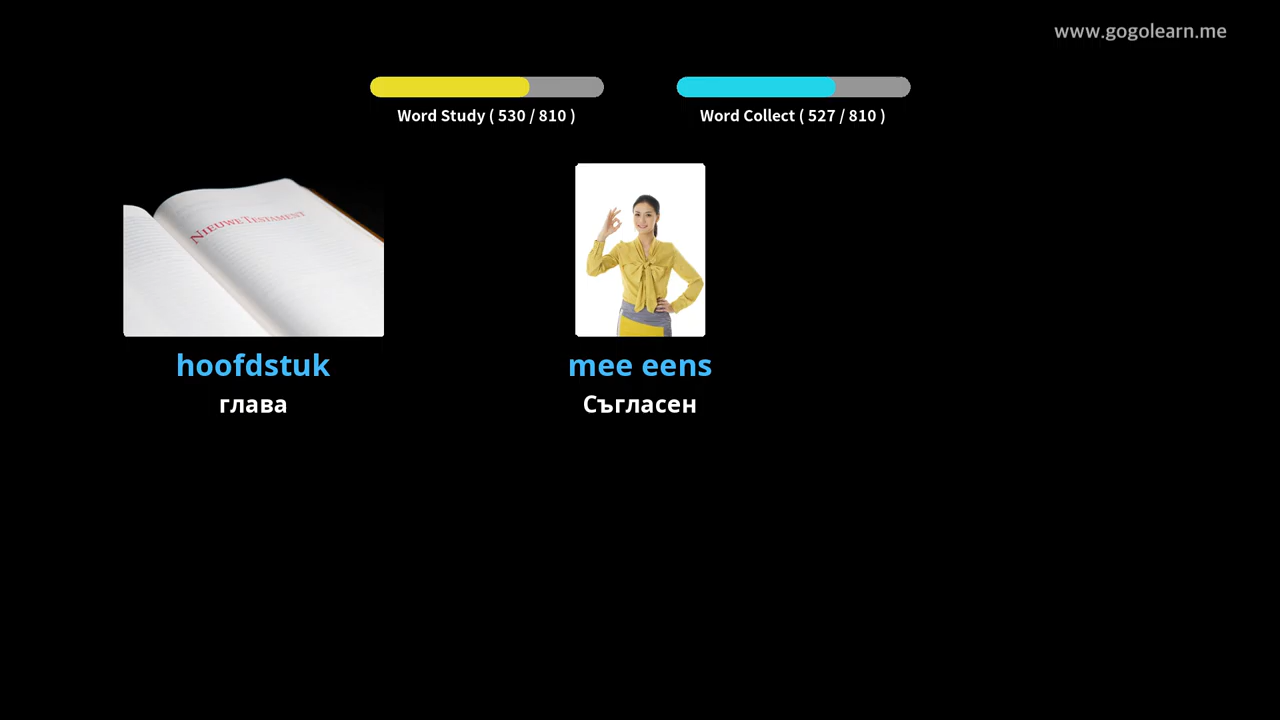 www.gogolearn.me
Word Study ( 530 / 810 )
Word Collect ( 527 / 810 )
NIEUWE TESTAMENT
hoofdstuk
mee eens
глава
Съгласен